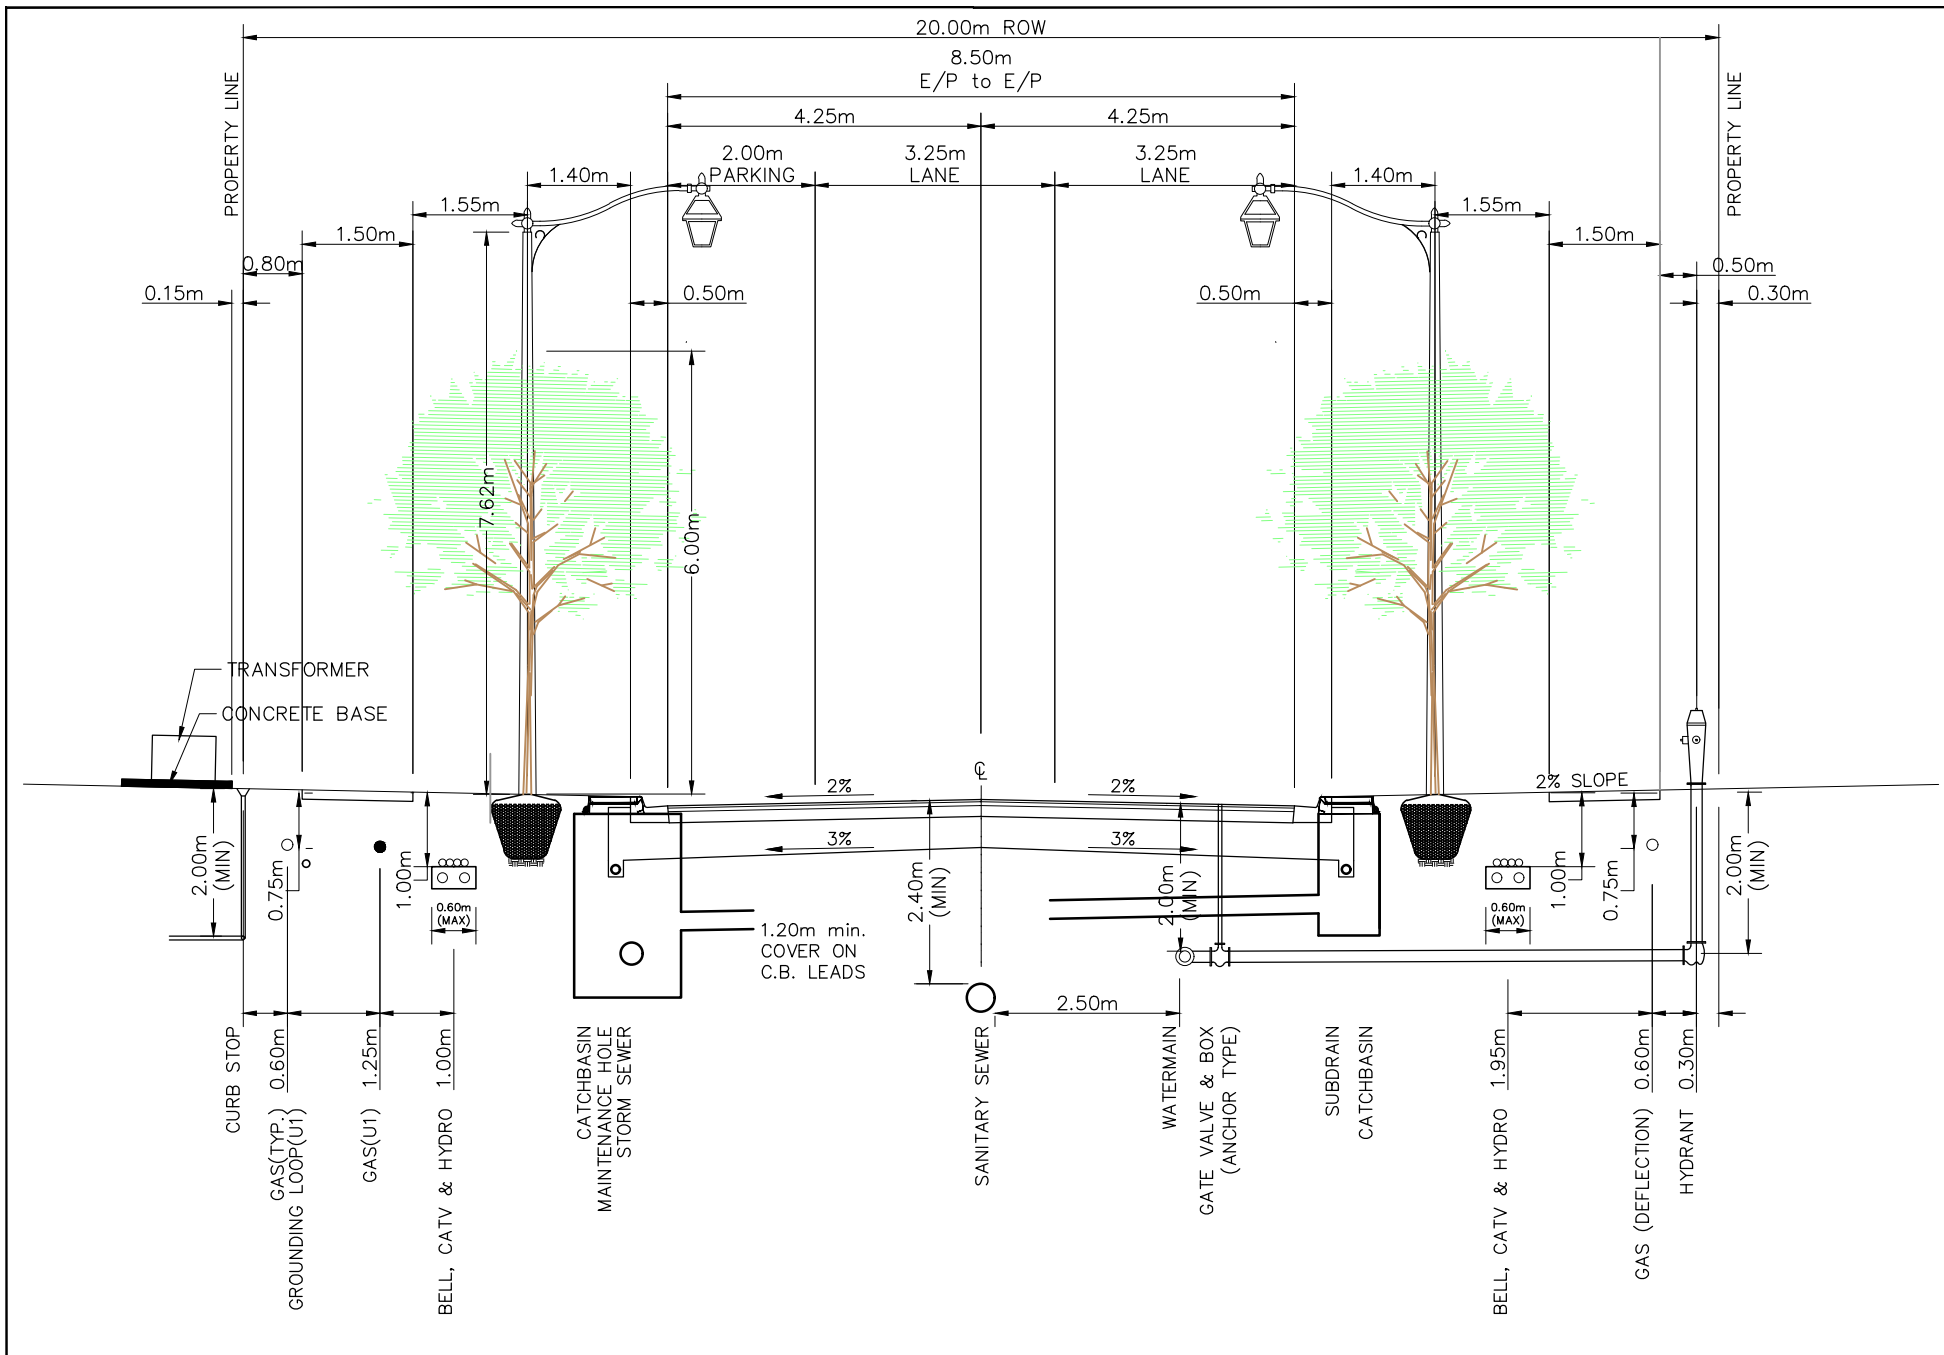 20.00m ROW
8.50m
E/P to E/P
4.25m
4.25m
PROPERTY LINE
PROPERTY LINE
1.40m
2.00m
PARKING
3.25m
LANE
3.25m
LANE
1.40m
1.55m
1.55m
1.50m
1.50m
0.80m
0.50m
0.15m
0.50m
0.50m
0.30m
7.62m
6.00m
TRANSFORMER
CONCRETE BASE
℄
2%
2%
2% SLOPE
3%
3%
2.00m
(MIN)
0.75m
1.00m
0.60m
(MAX)
2.40m
(MIN)
2.00m
(MIN)
0.60m
(MAX)
1.00m
0.75m
2.00m
(MIN)
1.20m min.
COVER ON
C.B. LEADS
2.50m
CURB STOP
GAS(TYP.) 0.60m
GROUNDING LOOP(U1)
GAS(U1) 1.25m
BELL, CATV & HYDRO 1.00m
CATCHBASIN
MAINTENANCE HOLE
STORM SEWER
SANITARY SEWER
WATERMAIN
GATE VALVE & BOX
(ANCHOR TYPE)
SUBDRAIN
CATCHBASIN
BELL, CATV & HYDRO 1.95m
GAS (DEFLECTION) 0.60m
HYDRANT 0.30m